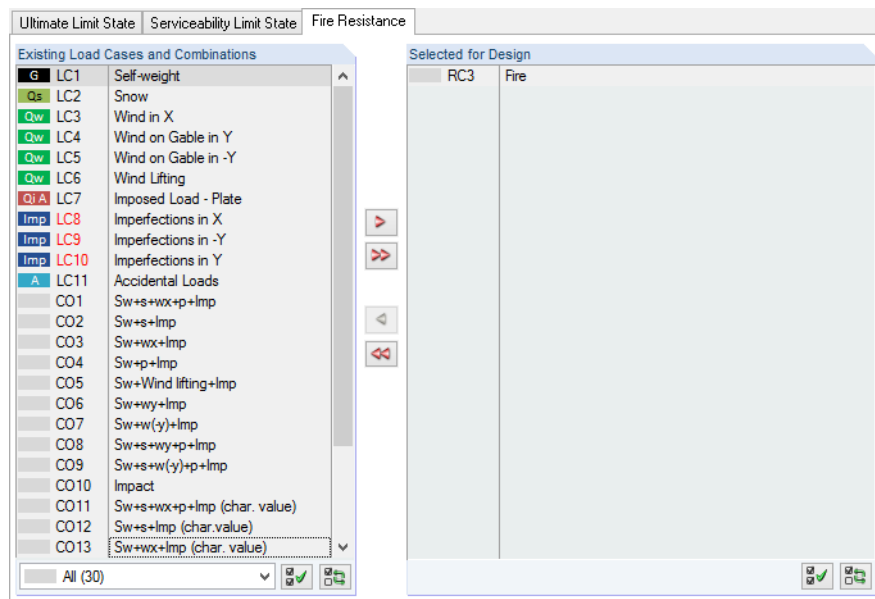 Ultimate Limit State Serviceability Limit State Fire Resistance
Existing Load Cases and Combinations Selected for Design
G LC1 Self-weight RC3 Fire
Qs LC2 Snow
Qw LC3 Wind in X
Qw LC4 Wind on Gable in Y
Qw LC5 Wind on Gable in -Y
Qw LC6 Wind Lifting
Qi A LC7 Imposed Load - Plate
Imp LC8 Imperfections in X
Imp LC9 Imperfections in -Y
Imp LC10 Imperfections in Y
A LC11 Accidental Loads
CO1 Sw+s+wx+p+Imp
CO2 Sw+s+Imp
CO3 Sw+wx+Imp
CO4 Sw+p+Imp
CO5 Sw+Wind lifting+Imp
CO6 Sw+wy+Imp
CO7 Sw+w(-y)+Imp
CO8 Sw+s+wy+p+Imp
CO9 Sw+s+w(-y)+p+Imp
CO10 Impact
CO11 Sw+s+wx+p+Imp (char. value)
CO12 Sw+s+Imp (char.value)
CO13 Sw+wx+Imp (char. value)
All (30)